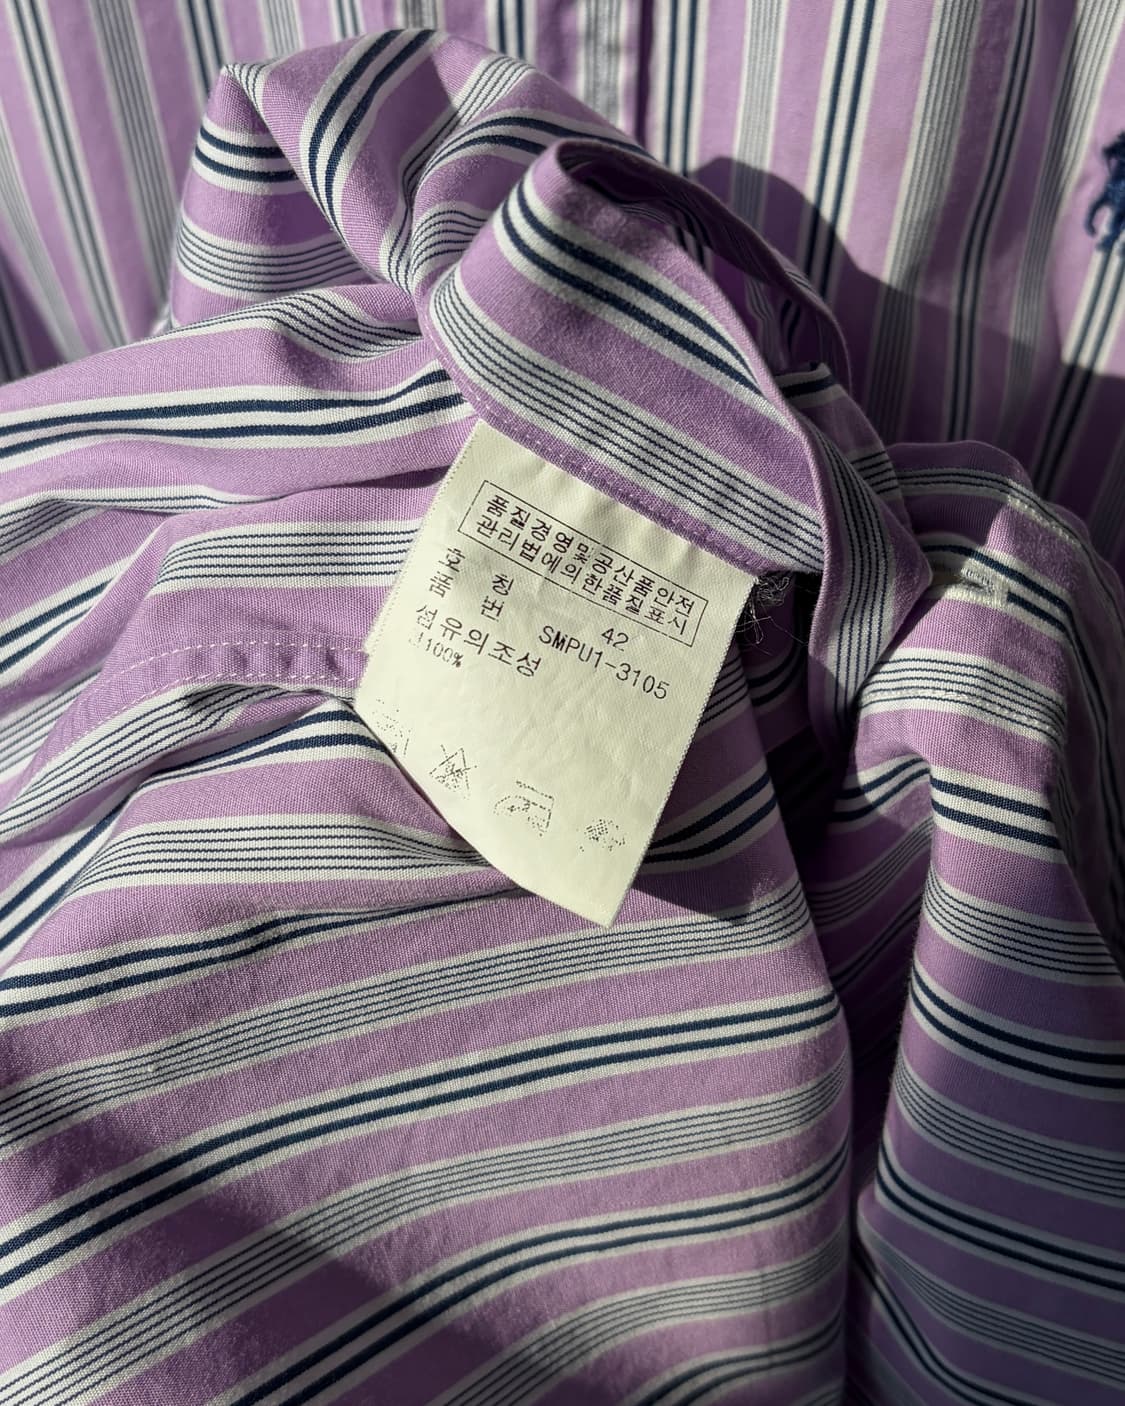 품질경영및공산품안전
관리법에의한품질표시
호 칭 42
품 번 SMPU1-3105
섬유의조성
100%